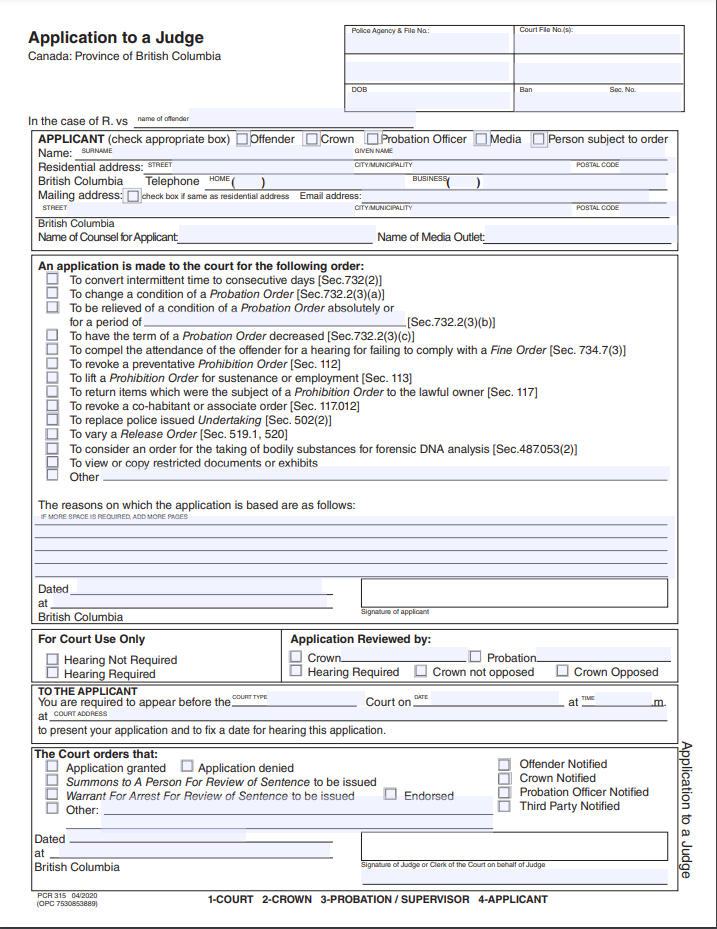 Application to a Judge
Canada: Province of British Columbia
Police Agency & File No.:
Court File No.(s):
DOB
Ban Sec. No.
In the case of R. vs name of offender
APPLICANT (check appropriate box) Offender Crown Probation Officer Media Person subject to order
Name: SURNAME GIVEN NAME
Residential address: STREET CITY/MUNICIPALITY POSTAL CODE
British Columbia Telephone HOME ( ) BUSINESS ( )
Mailing address: check box if same as residential address Email address:
STREET CITY/MUNICIPALITY POSTAL CODE
British Columbia
Name of Counsel for Applicant: Name of Media Outlet:
An application is made to the court for the following order:
To convert intermittent time to consecutive days [Sec.732(2)]
To change a condition of a Probation Order [Sec.732.2(3)(a)]
To be relieved of a condition of a Probation Order absolutely or
for a period of [Sec.732.2(3)(b)]
To have the term of a Probation Order decreased [Sec.732.2(3)(c)]
To compel the attendance of the offender for a hearing for failing to comply with a Fine Order [Sec. 734.7(3)]
To revoke a preventative Prohibition Order [Sec. 112]
To lift a Prohibition Order for sustenance or employment [Sec. 113]
To return items which were the subject of a Prohibition Order to the lawful owner [Sec. 117]
To revoke a co-habitant or associate order [Sec. 117.012]
To replace police issued Undertaking [Sec. 502(2)]
To vary a Release Order [Sec. 519.1, 520]
To consider an order for the taking of bodily substances for forensic DNA analysis [Sec.487.053(2)]
To view or copy restricted documents or exhibits
Other
The reasons on which the application is based are as follows:
IF MORE SPACE IS REQUIRED, ADD MORE PAGES
Dated
at
British Columbia
Signature of applicant
For Court Use Only
Hearing Not Required
Hearing Required
Application Reviewed by:
Crown Probation
Hearing Required Crown not opposed Crown Opposed
TO THE APPLICANT
You are required to appear before the COURT TYPE Court on DATE at TIME .m.
at COURT ADDRESS
to present your application and to fix a date for hearing this application.
The Court orders that:
Application granted Application denied
Summons to A Person For Review of Sentence to be issued
Warrant For Arrest For Review of Sentence to be issued Endorsed
Other:
Offender Notified
Crown Notified
Probation Officer Notified
Third Party Notified
Dated
at
British Columbia
Signature of Judge or Clerk of the Court on behalf of Judge
Application to a Judge
PCR 315 04/2020
(OPC 7530853889)
1-COURT 2-CROWN 3-PROBATION / SUPERVISOR 4-APPLICANT